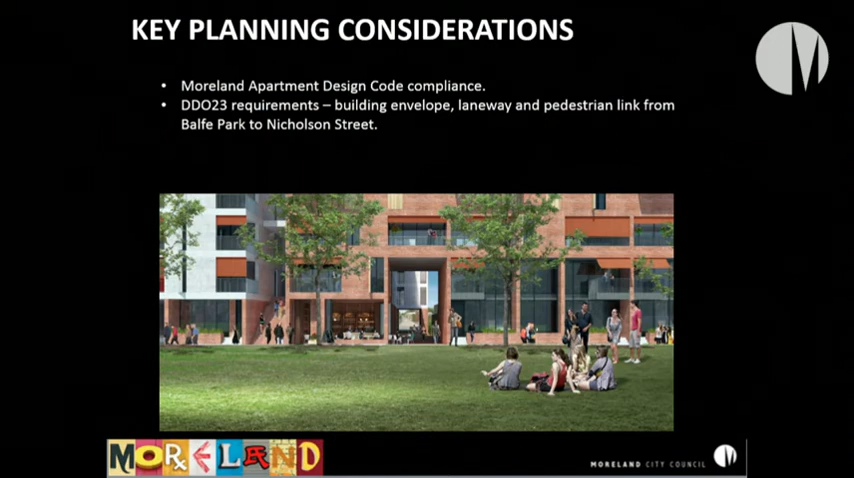 KEY PLANNING CONSIDERATIONS
• Moreland Apartment Design Code compliance.
• DDO23 requirements – building envelope, laneway and pedestrian link from
Balfe Park to Nicholson Street.
MORELAND
MORELAND CITY COUNCIL